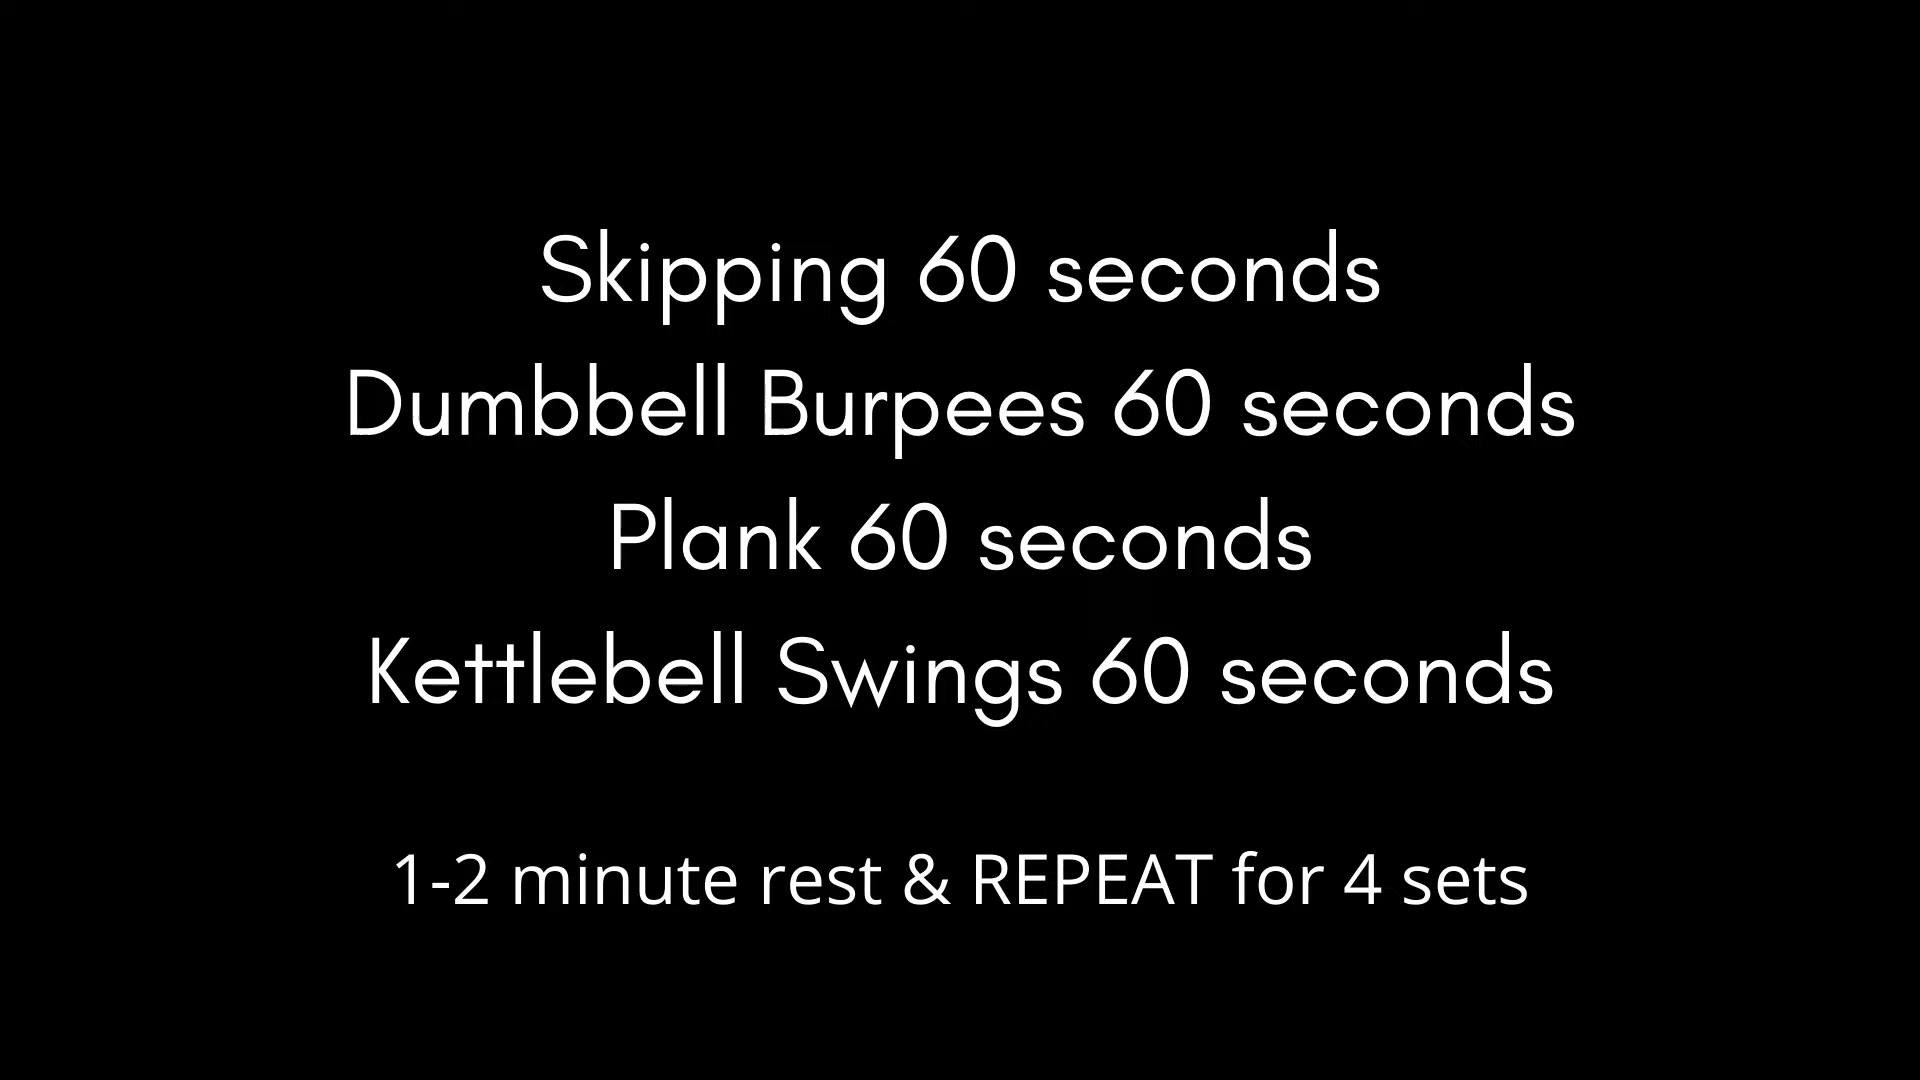 Skipping 60 seconds
Dumbbell Burpees 60 seconds
Plank 60 seconds
Kettlebell Swings 60 seconds
1-2 minute rest & REPEAT for 4 sets